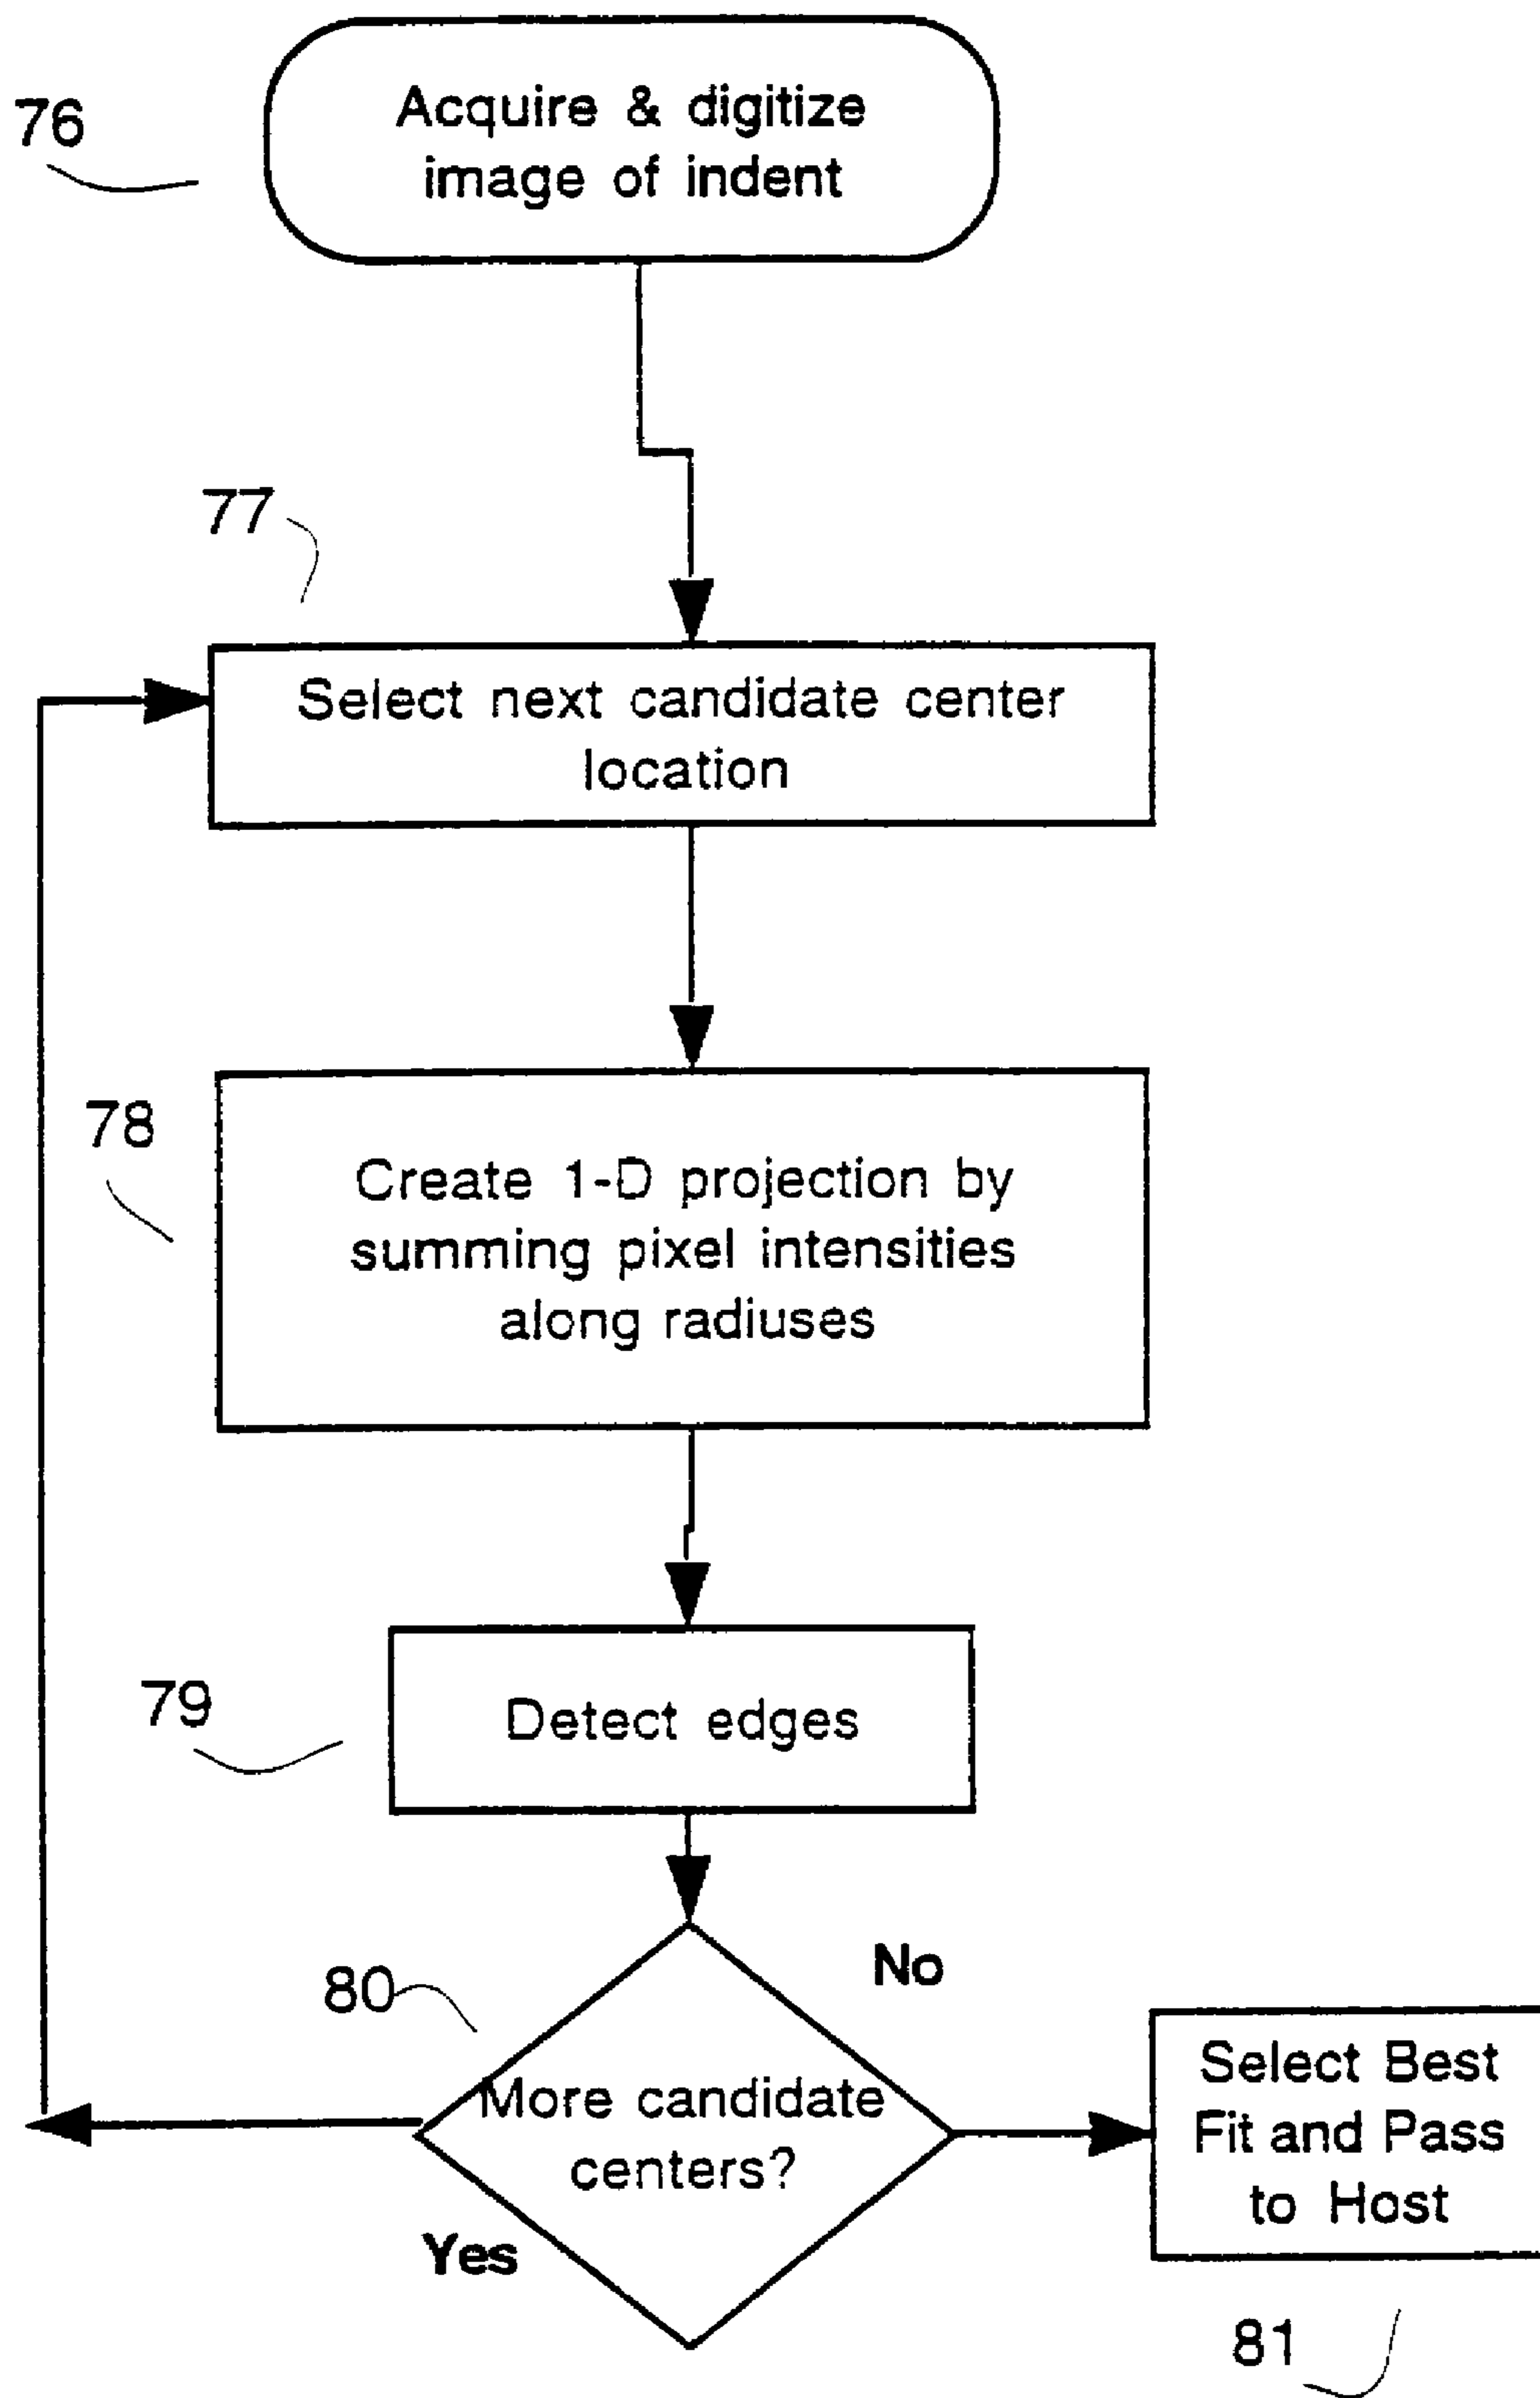 76
Acquire & digitize
image of indent
77
Select next candidate center
location
78
Create 1-D projection by
summing pixel intensities
along radiuses
79
Detect edges
80
No
More candidate
centers?
Yes
Select Best
Fit and Pass
to Host
81